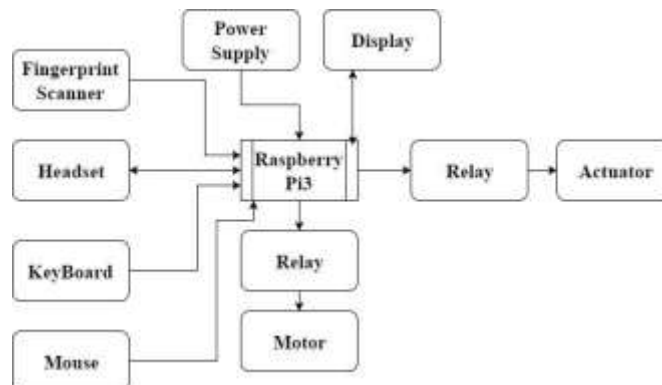 Power
Supply
Display
Fingerprint
Scanner
Headset
Raspberry
Pi3
Relay
Actuator
KeyBoard
Relay
Mouse
Motor